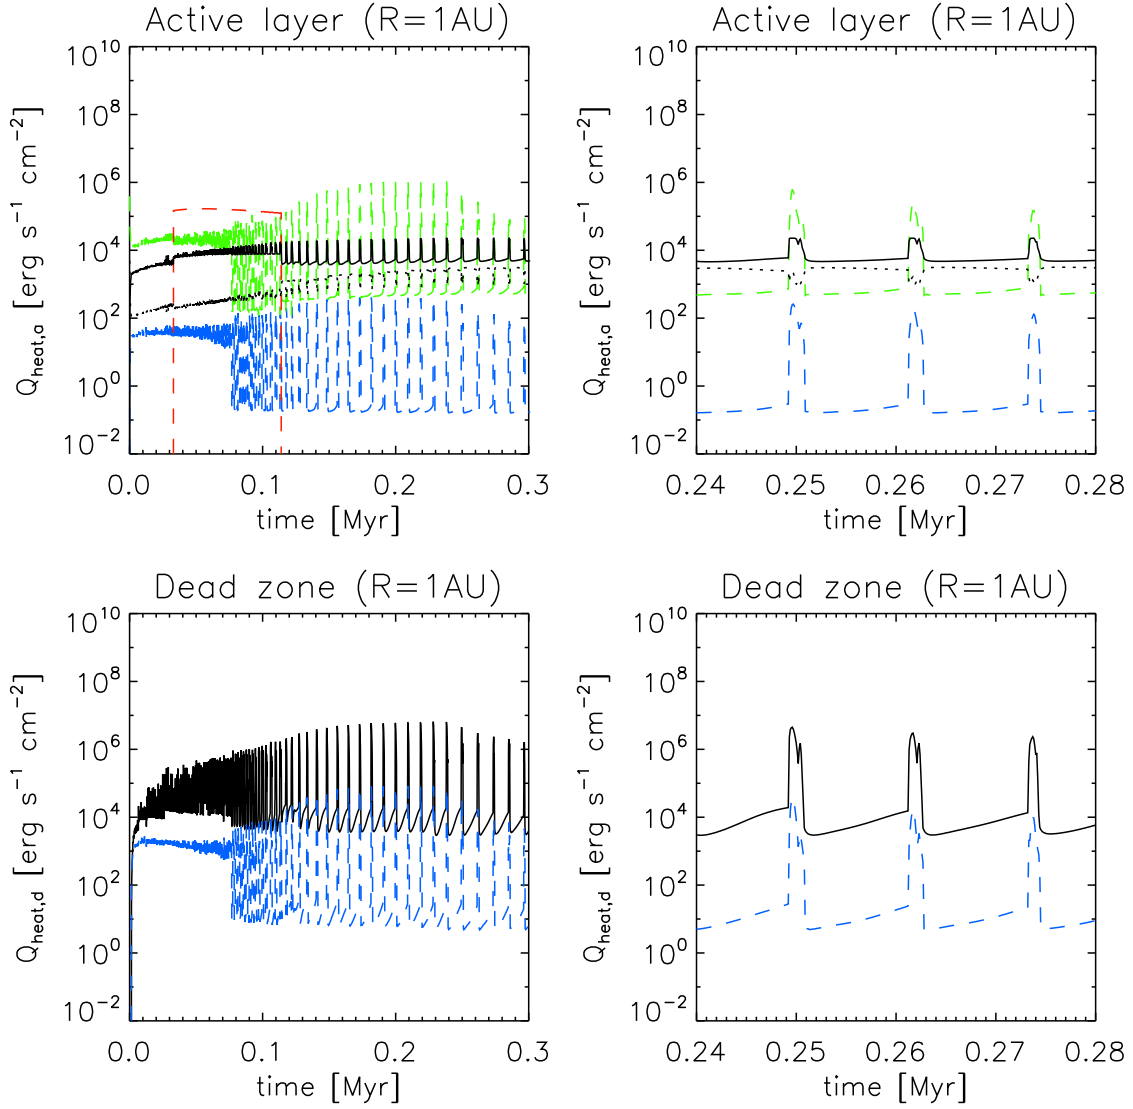 Active layer (R=1AU)
Q_heat,a [erg s^-1 cm^-2]
10^10
10^8
10^6
10^4
10^2
10^0
10^-2
0.0 0.1 0.2 0.3
time [Myr]
Active layer (R=1AU)
Q_heat,a [erg s^-1 cm^-2]
10^10
10^8
10^6
10^4
10^2
10^0
10^-2
0.24 0.25 0.26 0.27 0.28
time [Myr]
Dead zone (R=1AU)
Q_heat,d [erg s^-1 cm^-2]
10^10
10^8
10^6
10^4
10^2
10^0
10^-2
0.0 0.1 0.2 0.3
time [Myr]
Dead zone (R=1AU)
Q_heat,d [erg s^-1 cm^-2]
10^10
10^8
10^6
10^4
10^2
10^0
10^-2
0.24 0.25 0.26 0.27 0.28
time [Myr]